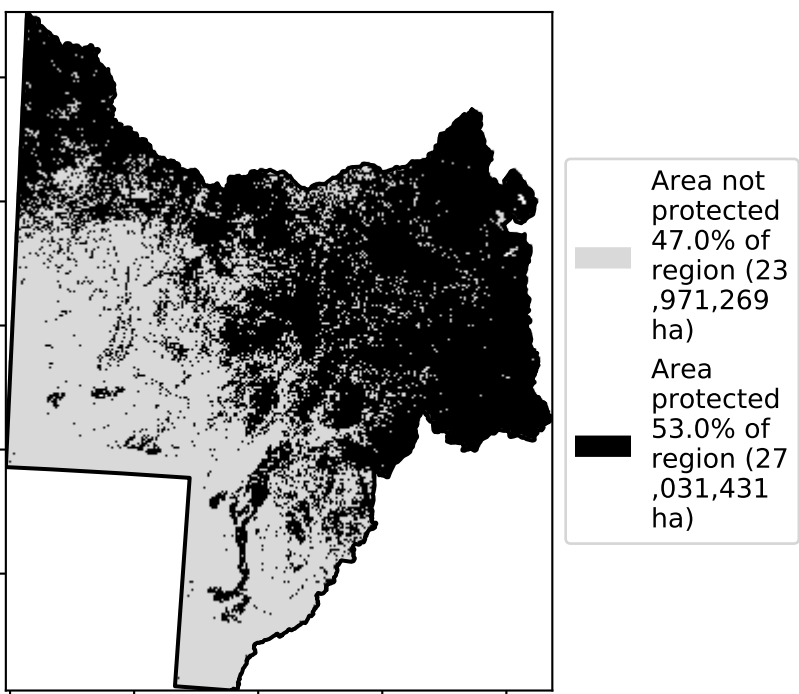 Area not
protected
47.0% of
region (23
,971,269
ha)
Area
protected
53.0% of
region (27
,031,431
ha)